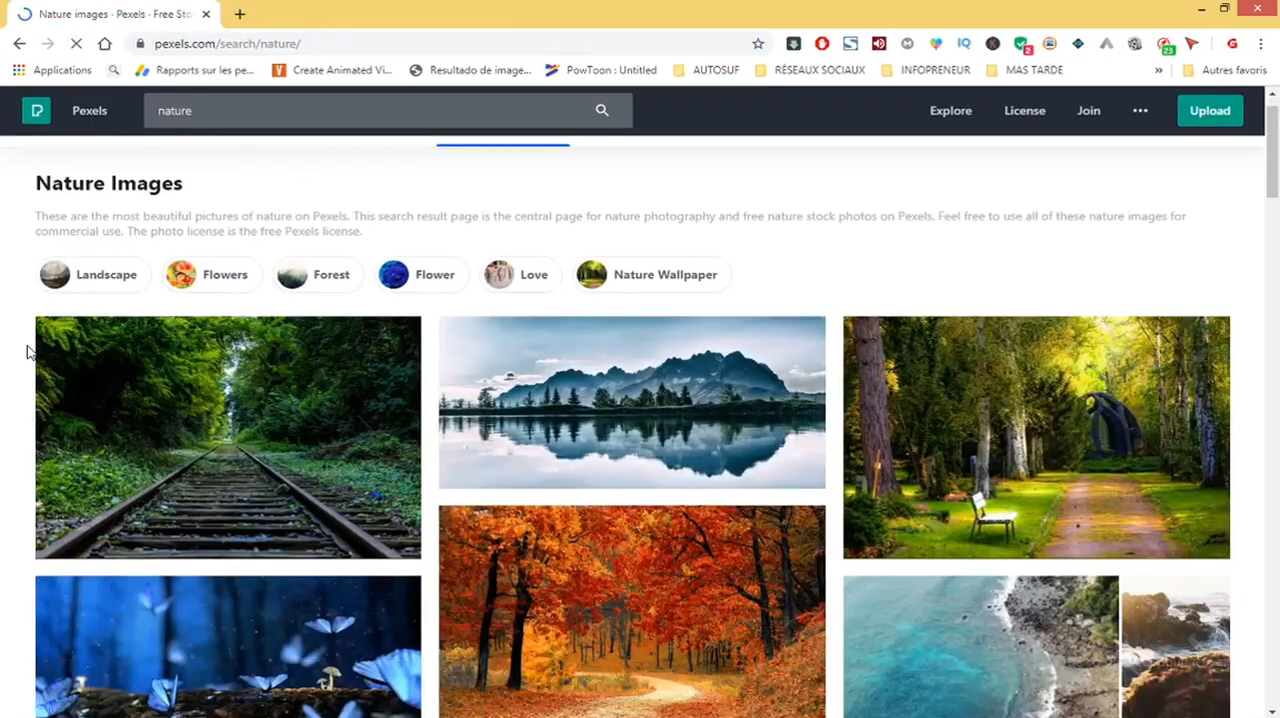 Nature images · Pexels · Free Sto
pexels.com/search/nature/
IQ
2
23
Applications
Rapports sur les pe...
Create Animated Vi...
Resultado de image...
PowToon : Untitled
AUTOSUF
RÉSEAUX SOCIAUX
INFOPRENEUR
MAS TARDE
»
Autres favoris
Pexels
nature
Explore
License
Join
Upload
Nature Images
These are the most beautiful pictures of nature on Pexels. This search result page is the central page for nature photography and free nature stock photos on Pexels. Feel free to use all of these nature images for
commercial use. The photo license is the free Pexels license.
Landscape
Flowers
Forest
Flower
Love
Nature Wallpaper